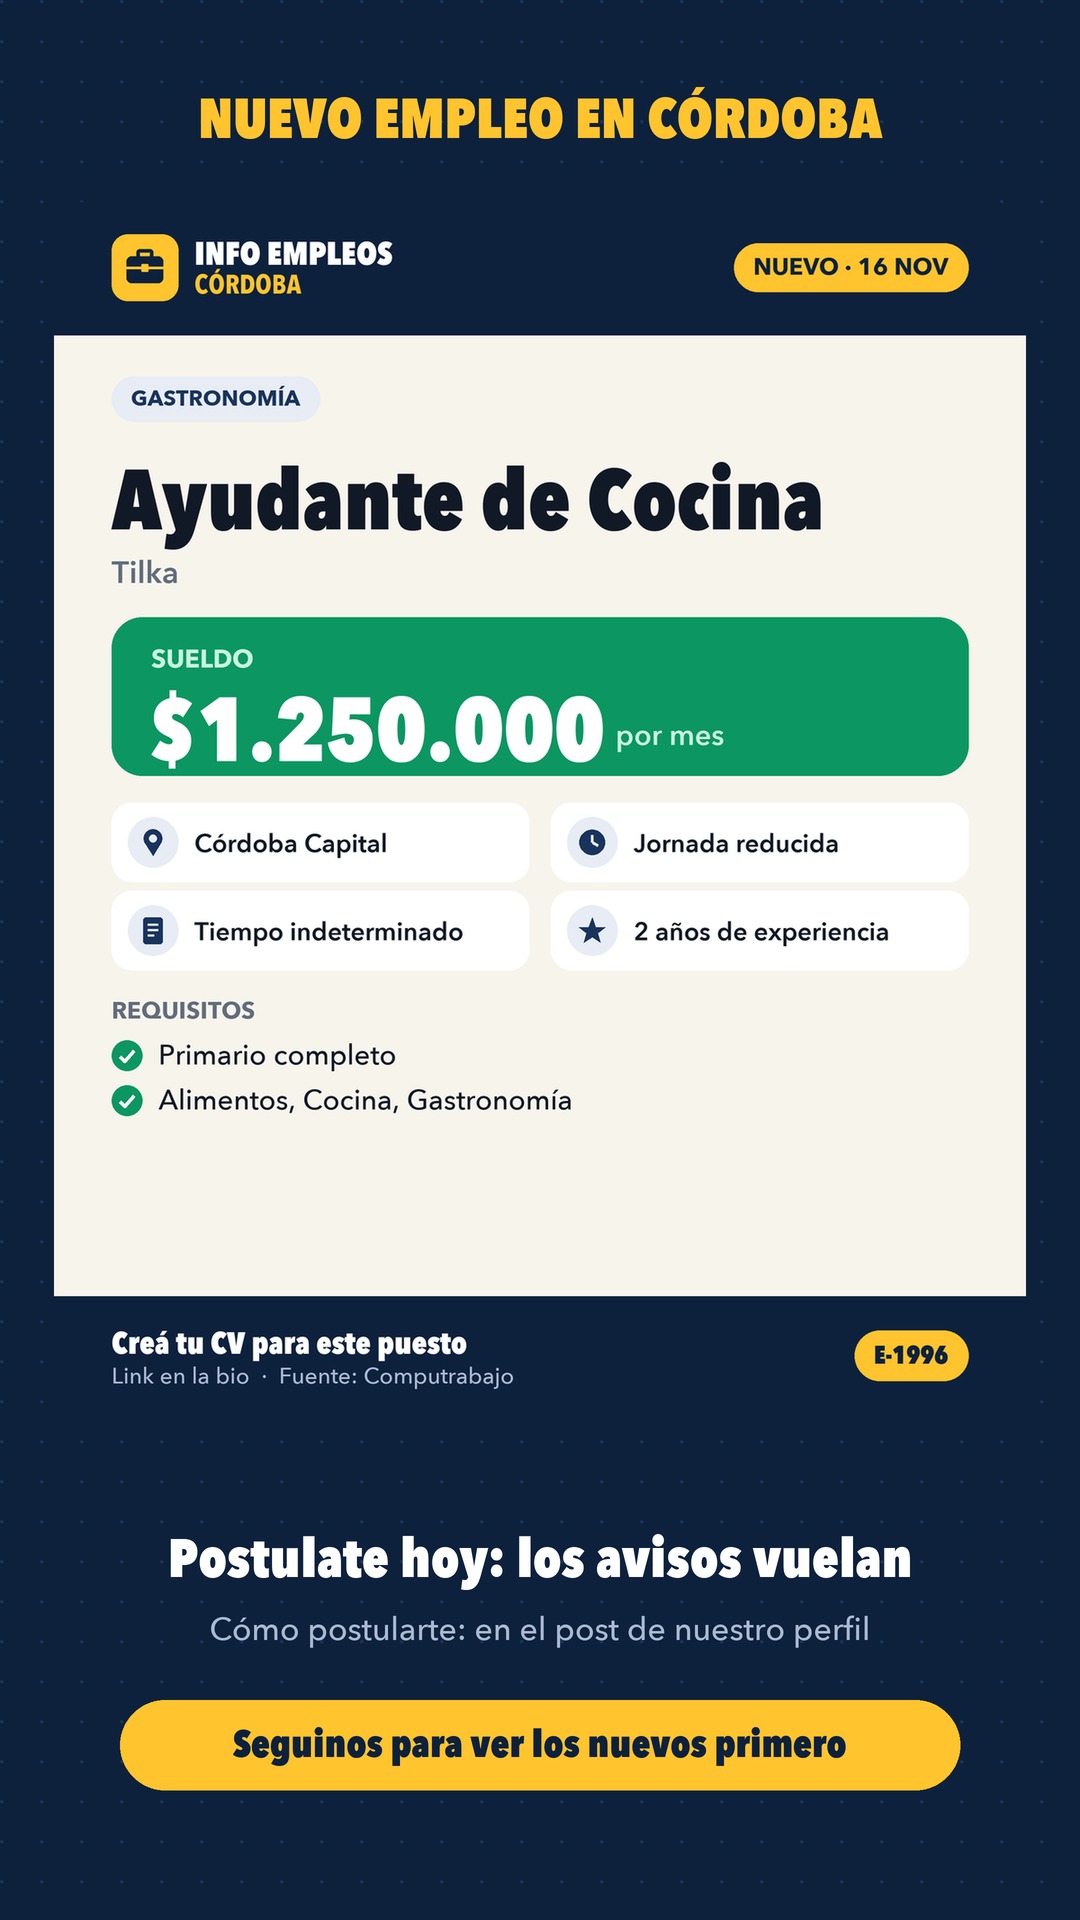 NUEVO EMPLEO EN CÓRDOBA
INFO EMPLEOS
CÓRDOBA
NUEVO · 16 NOV
GASTRONOMÍA
Ayudante de Cocina
Tilka
SUELDO
$1.250.000 por mes
Córdoba Capital
Jornada reducida
Tiempo indeterminado
2 años de experiencia
REQUISITOS
Primario completo
Alimentos, Cocina, Gastronomía
Creá tu CV para este puesto
Link en la bio · Fuente: Computrabajo
E-1996
Postulate hoy: los avisos vuelan
Cómo postularte: en el post de nuestro perfil
Seguinos para ver los nuevos primero